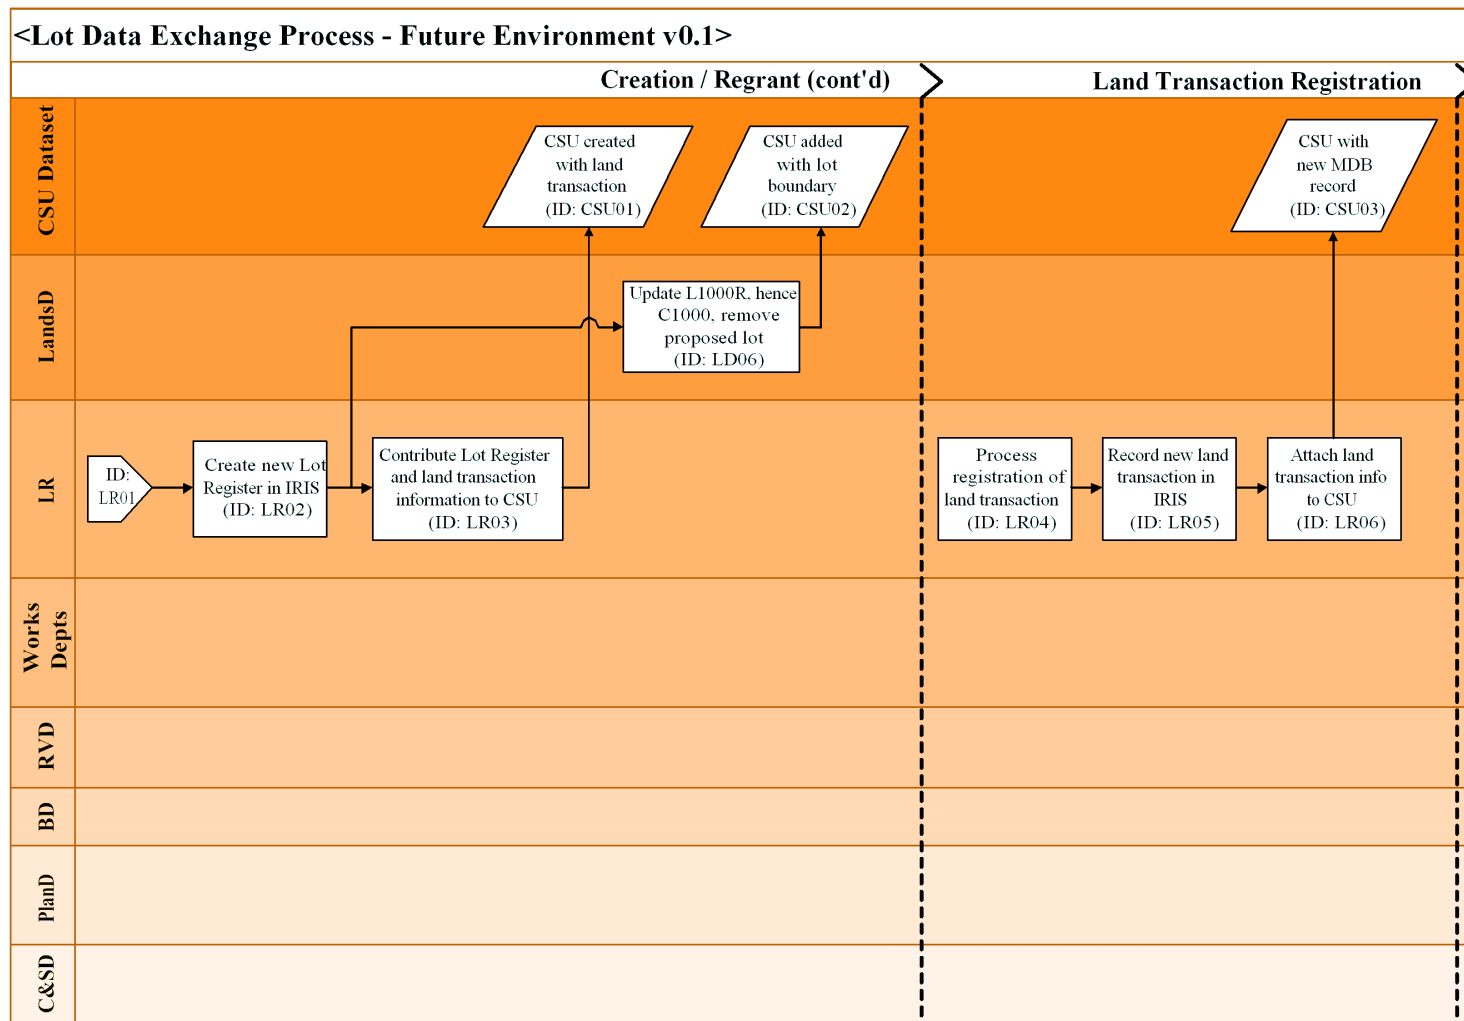 <Lot Data Exchange Process - Future Environment v0.1>
Creation / Regrant (cont'd)
Land Transaction Registration
CSU Dataset
CSU created
with land
transaction
(ID: CSU01)
CSU added
with lot
boundary
(ID: CSU02)
CSU with
new MDB
record
(ID: CSU03)
LandsD
Update L1000R, hence
C1000, remove
proposed lot
(ID: LD06)
LR
ID:
LR01
Create new Lot
Register in IRIS
(ID: LR02)
Contribute Lot Register
and land transaction
information to CSU
(ID: LR03)
Process
registration of
land transaction
(ID: LR04)
Record new land
transaction in
IRIS
(ID: LR05)
Attach land
transaction info
to CSU
(ID: LR06)
Works
Depts
RVD
BD
PlanD
C&SD